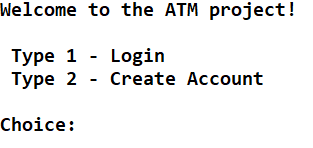 Welcome to the ATM project!
Type 1 - Login
Type 2 - Create Account
Choice: